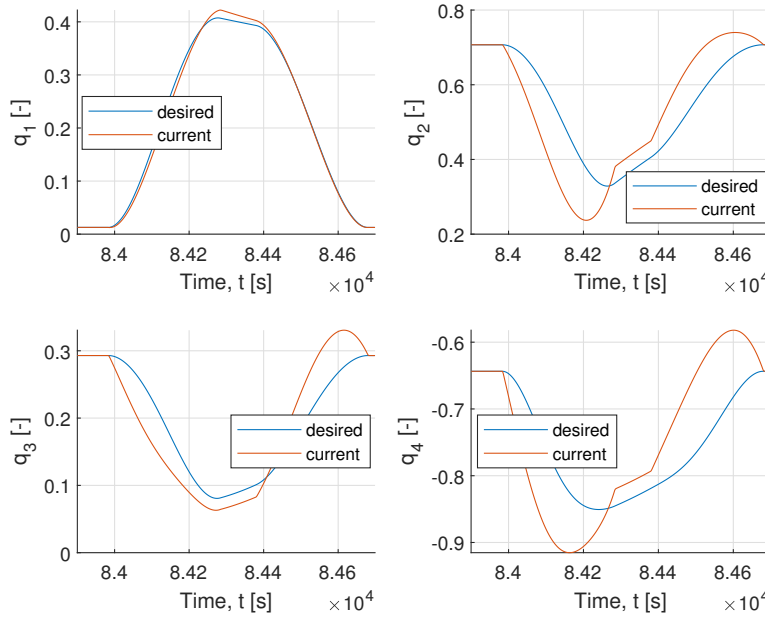 0.4
0.3
0.2
0.1
0
q1 [-]
desired
current
8.4 8.42 8.44 8.46
Time, t [s]
×10^4
0.8
0.6
0.4
0.2
q2 [-]
desired
current
8.4 8.42 8.44 8.46
Time, t [s]
×10^4
0.3
0.2
0.1
0
q3 [-]
desired
current
8.4 8.42 8.44 8.46
Time, t [s]
×10^4
-0.6
-0.7
-0.8
-0.9
q4 [-]
desired
current
8.4 8.42 8.44 8.46
Time, t [s]
×10^4